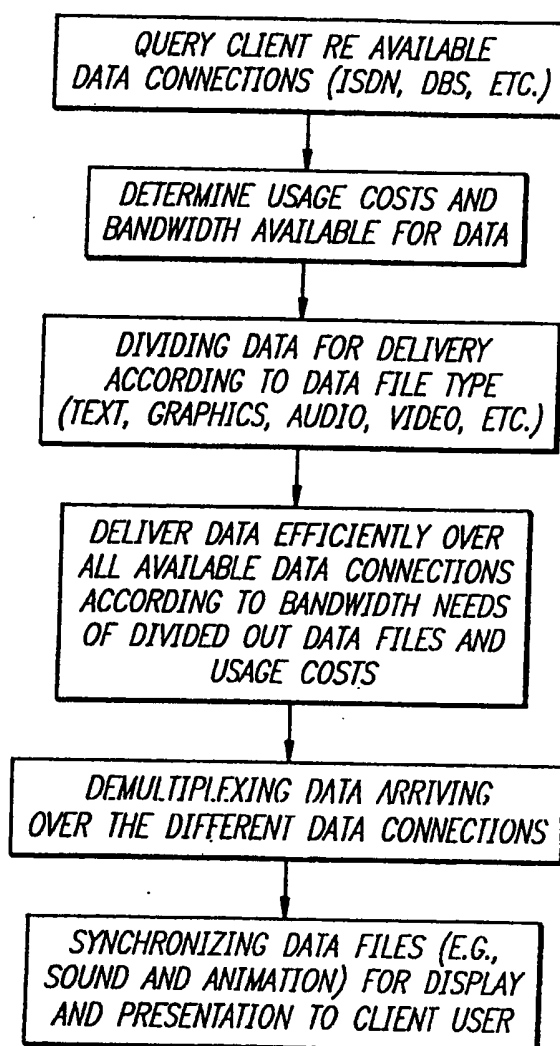 QUERY CLIENT RE AVAILABLE
DATA CONNECTIONS (ISDN, DBS, ETC.)
DETERMINE USAGE COSTS AND
BANDWIDTH AVAILABLE FOR DATA
DIVIDING DATA FOR DELIVERY
ACCORDING TO DATA FILE TYPE
(TEXT, GRAPHICS, AUDIO, VIDEO, ETC.)
DELIVER DATA EFFICIENTLY OVER
ALL AVAILABLE DATA CONNECTIONS
ACCORDING TO BANDWIDTH NEEDS
OF DIVIDED OUT DATA FILES AND
USAGE COSTS
DEMULTIPLEXING DATA ARRIVING
OVER THE DIFFERENT DATA CONNECTIONS
SYNCHRONIZING DATA FILES (E.G.,
SOUND AND ANIMATION) FOR DISPLAY
AND PRESENTATION TO CLIENT USER